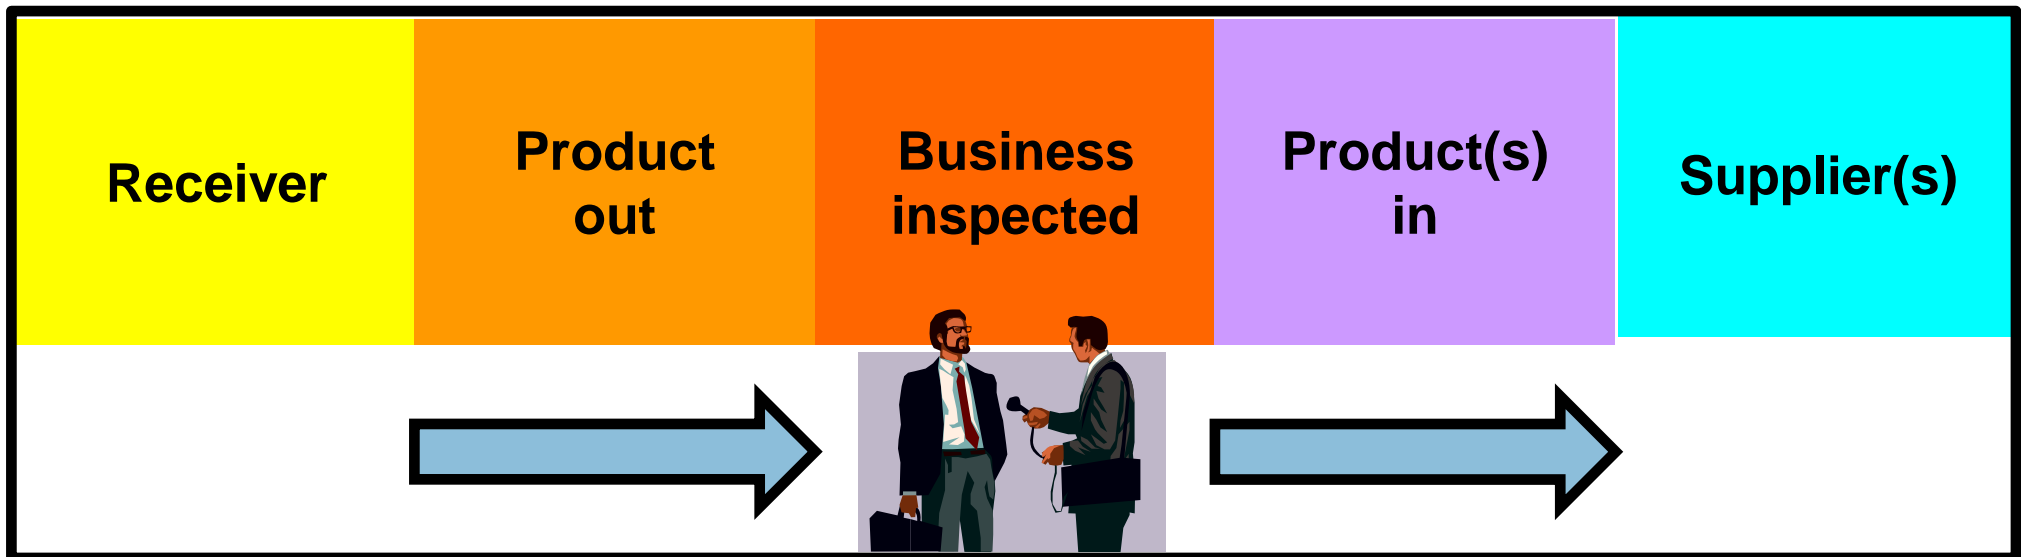 Receiver
Product
out
Business
inspected
Product(s)
in
Supplier(s)